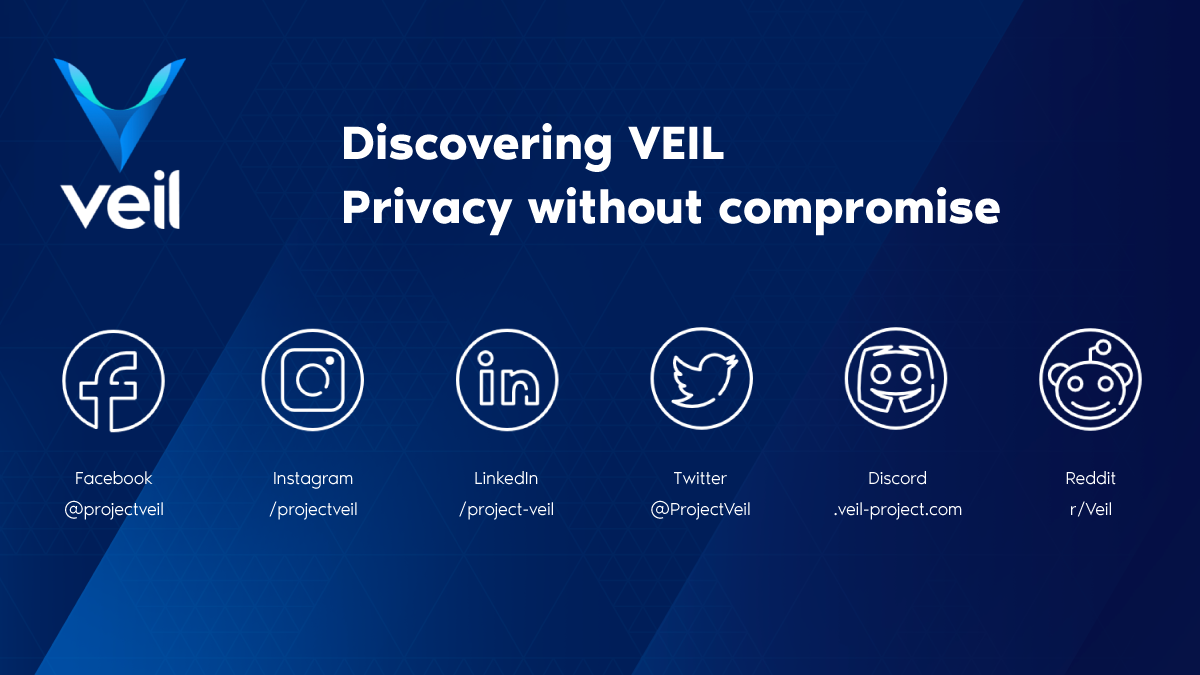 veil
Discovering VEIL
Privacy without compromise
Facebook
@projectveil
Instagram
/projectveil
LinkedIn
/project-veil
Twitter
@ProjectVeil
Discord
.veil-project.com
Reddit
r/Veil